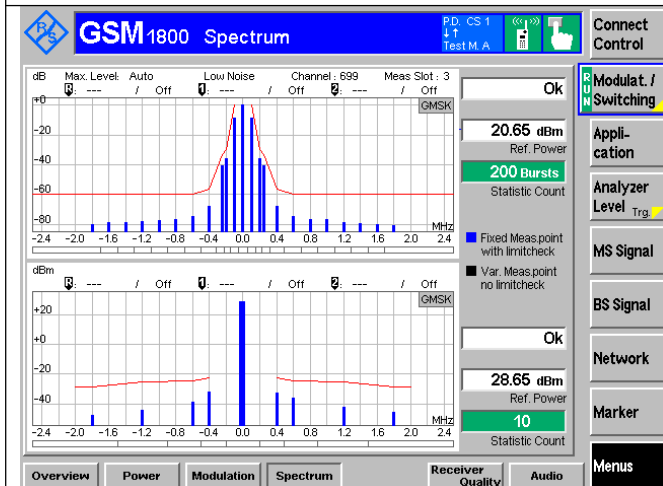 GSM 1800 Spectrum
P.D. CS 1
Test M. A
Connect Control
dB Max. Level: Auto Low Noise Channel : 699 Meas Slot : 3
R: --- / Off 1: --- / Off 2: --- / Off
GMSK
+0
-20
-40
-60
-80
MHz
-2.4 -2.0 -1.6 -1.2 -0.8 -0.4 0.0 0.4 0.8 1.2 1.6 2.0 2.4
Ok
20.65 dBm
Ref. Power
200 Bursts
Statistic Count
Fixed Meas.point
with limitcheck
Var. Meas.point
no limitcheck
dBm
R: --- / Off 1: --- / Off 2: --- / Off
GMSK
+20
+0
-20
-40
MHz
-2.4 -2.0 -1.6 -1.2 -0.8 -0.4 0.0 0.4 0.8 1.2 1.6 2.0 2.4
Ok
28.65 dBm
Ref. Power
10
Statistic Count
RUN
Modulat. /
Switching
Appli-
cation
Analyzer
Level Trg.
MS Signal
BS Signal
Network
Marker
Menus
Overview Power Modulation Spectrum Receiver Quality Audio